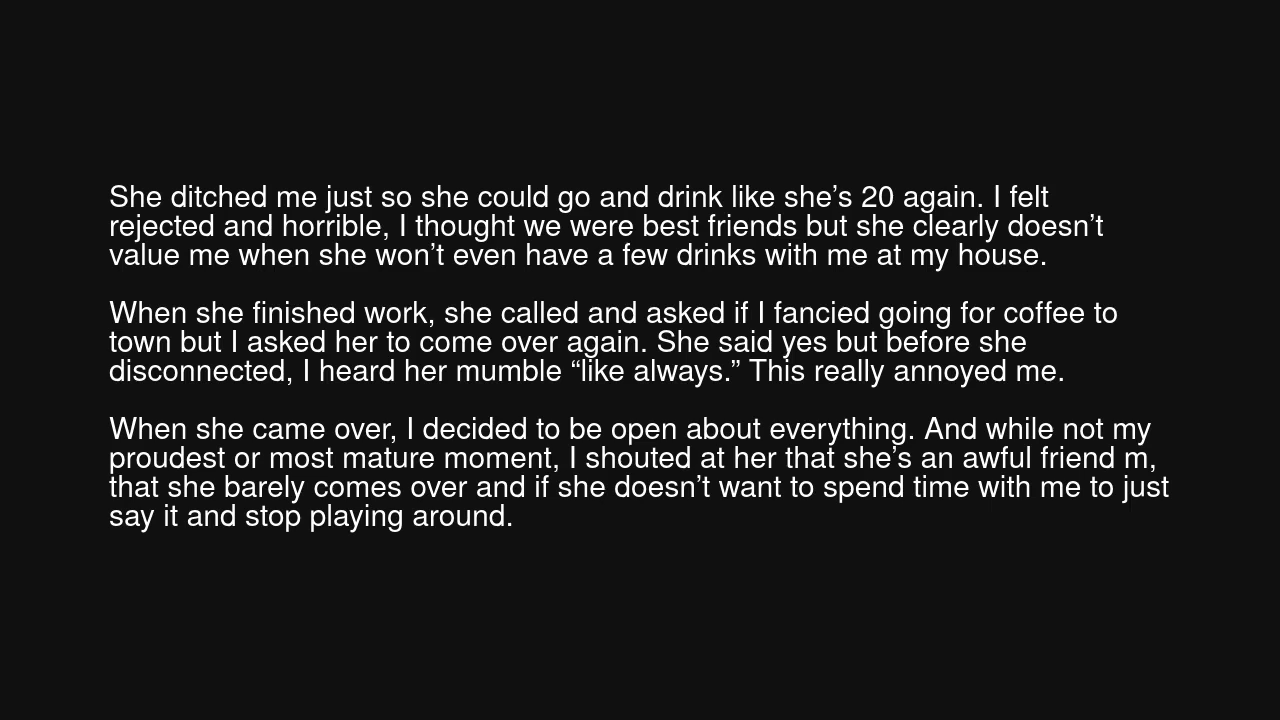 She ditched me just so she could go and drink like she’s 20 again. I felt
rejected and horrible, I thought we were best friends but she clearly doesn’t
value me when she won’t even have a few drinks with me at my house.
When she finished work, she called and asked if I fancied going for coffee to
town but I asked her to come over again. She said yes but before she
disconnected, I heard her mumble “like always.” This really annoyed me.
When she came over, I decided to be open about everything. And while not my
proudest or most mature moment, I shouted at her that she’s an awful friend m,
that she barely comes over and if she doesn’t want to spend time with me to just
say it and stop playing around.